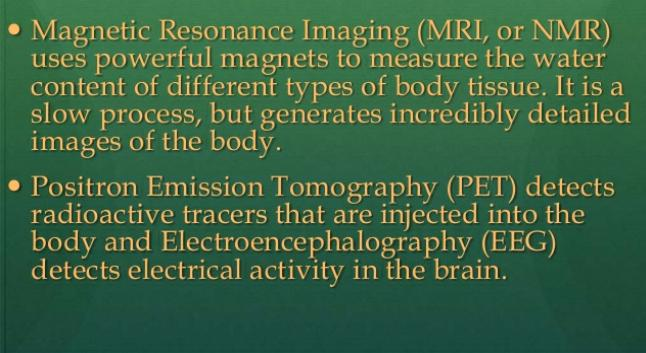 • Magnetic Resonance Imaging (MRI, or NMR)
uses powerful magnets to measure the water
content of different types of body tissue. It is a
slow process, but generates incredibly detailed
images of the body.
• Positron Emission Tomography (PET) detects
radioactive tracers that are injected into the
body and Electroencephalography (EEG)
detects electrical activity in the brain.